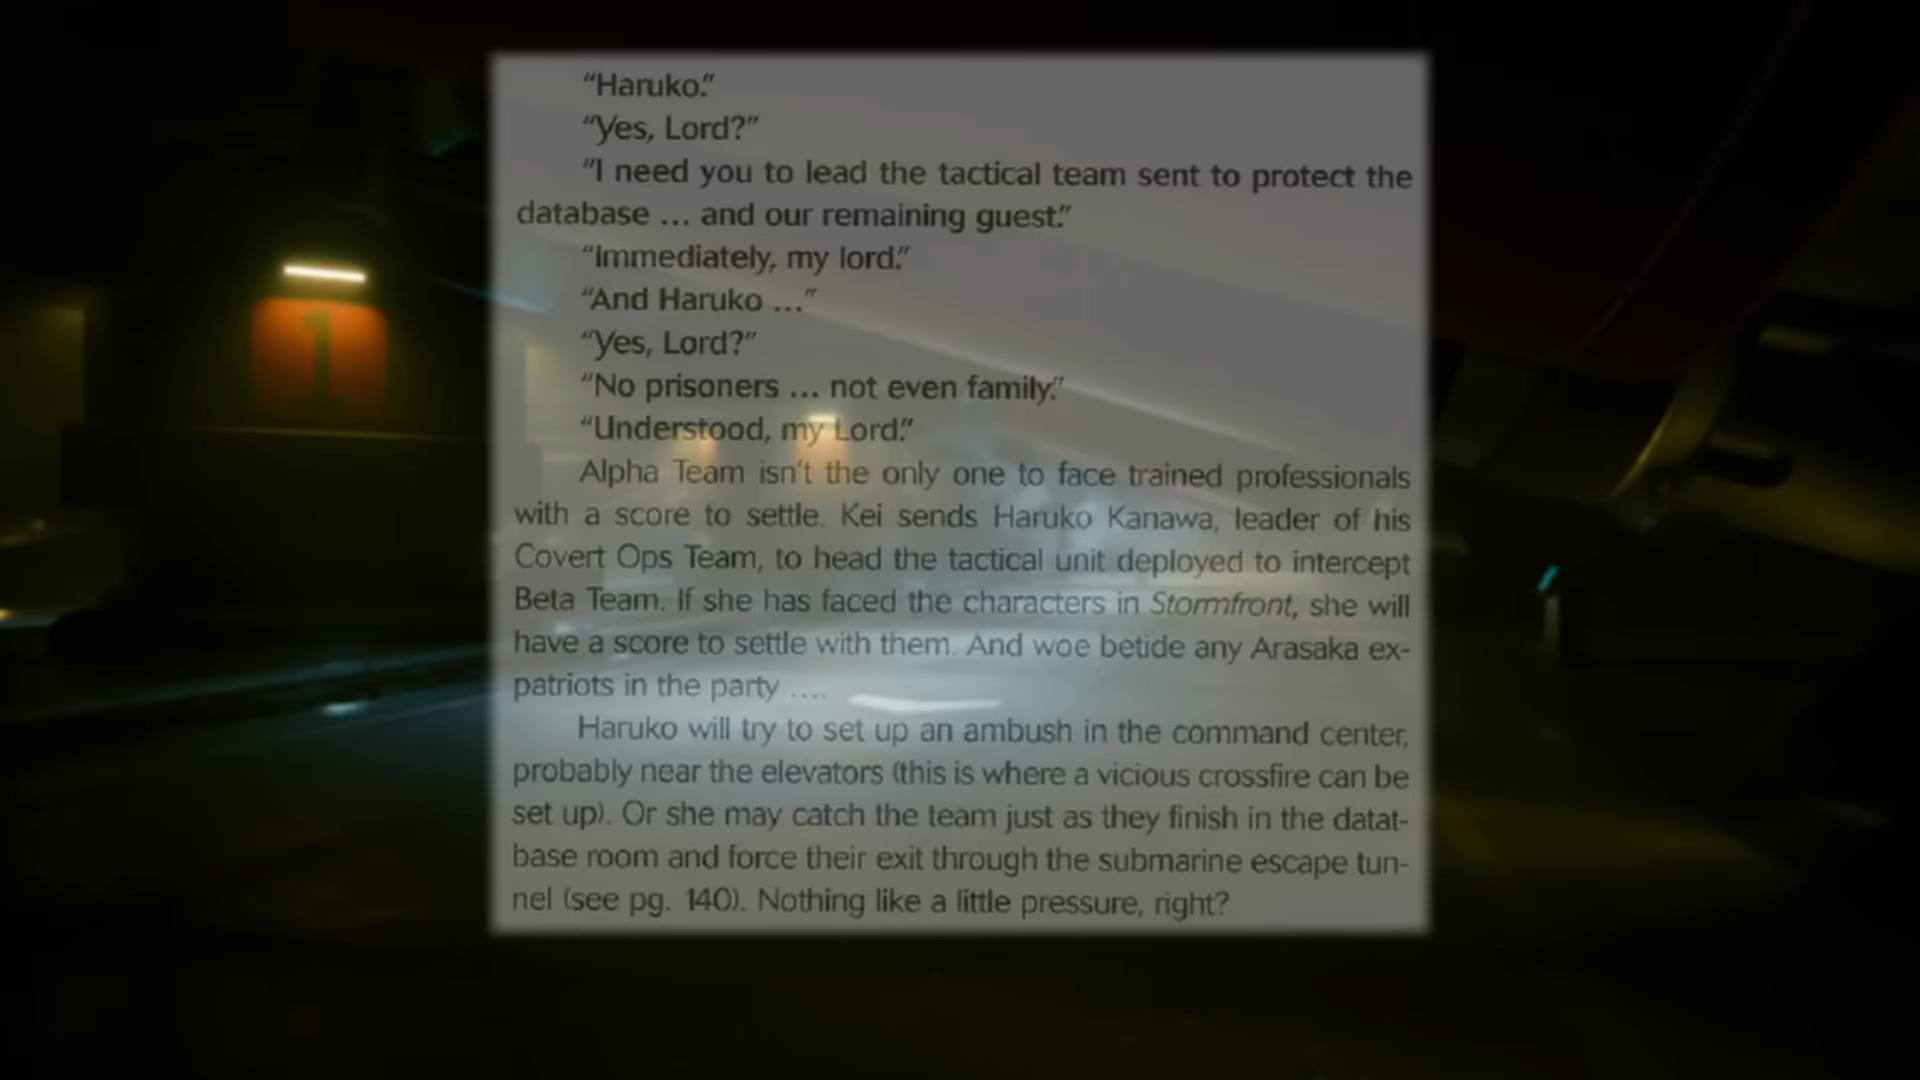 1
“Haruko.”
“Yes, Lord?”
“I need you to lead the tactical team sent to protect the
database ... and our remaining guest.”
“Immediately, my lord.”
“And Haruko ...”
“Yes, Lord?”
“No prisoners ... not even family.”
“Understood, my Lord.”
Alpha Team isn't the only one to face trained professionals
with a score to settle. Kei sends Haruko Kanawa, leader of his
Covert Ops Team, to head the tactical unit deployed to intercept
Beta Team. If she has faced the characters in Stormfront, she will
have a score to settle with them. And woe betide any Arasaka ex-
patriots in the party ....
Haruko will try to set up an ambush in the command center,
probably near the elevators (this is where a vicious crossfire can be
set up). Or she may catch the team just as they finish in the datat-
base room and force their exit through the submarine escape tun-
nel (see pg. 140). Nothing like a little pressure, right?